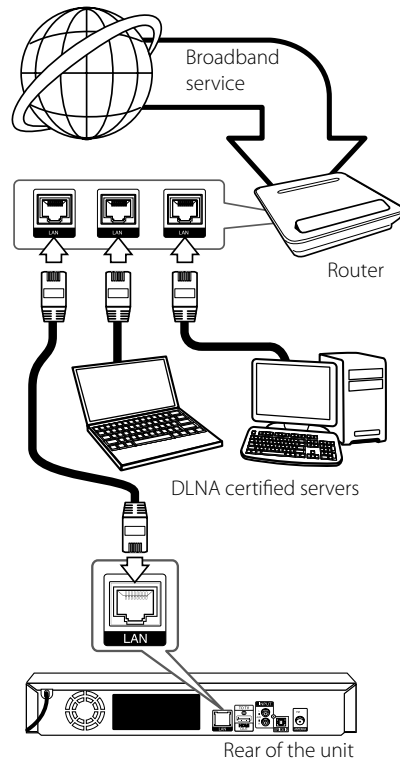 Broadband
service
LAN
LAN
LAN
Router
DLNA certified servers
LAN
Rear of the unit